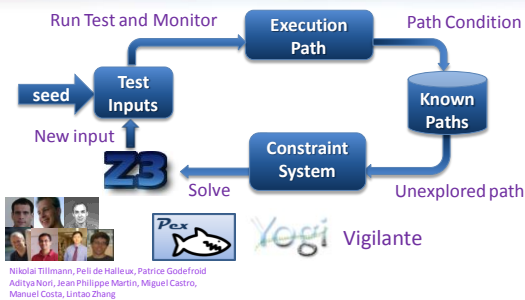 Run Test and Monitor
Execution
Path
Path Condition
seed
Test
Inputs
Known
Paths
New input
Constraint
System
Z3
Solve
Unexplored path
Pex
Yogi
Vigilante
Nikolai Tillmann, Peli de Halleux, Patrice Godefroid
Aditya Nori, Jean Philippe Martin, Miguel Castro,
Manuel Costa, Lintao Zhang